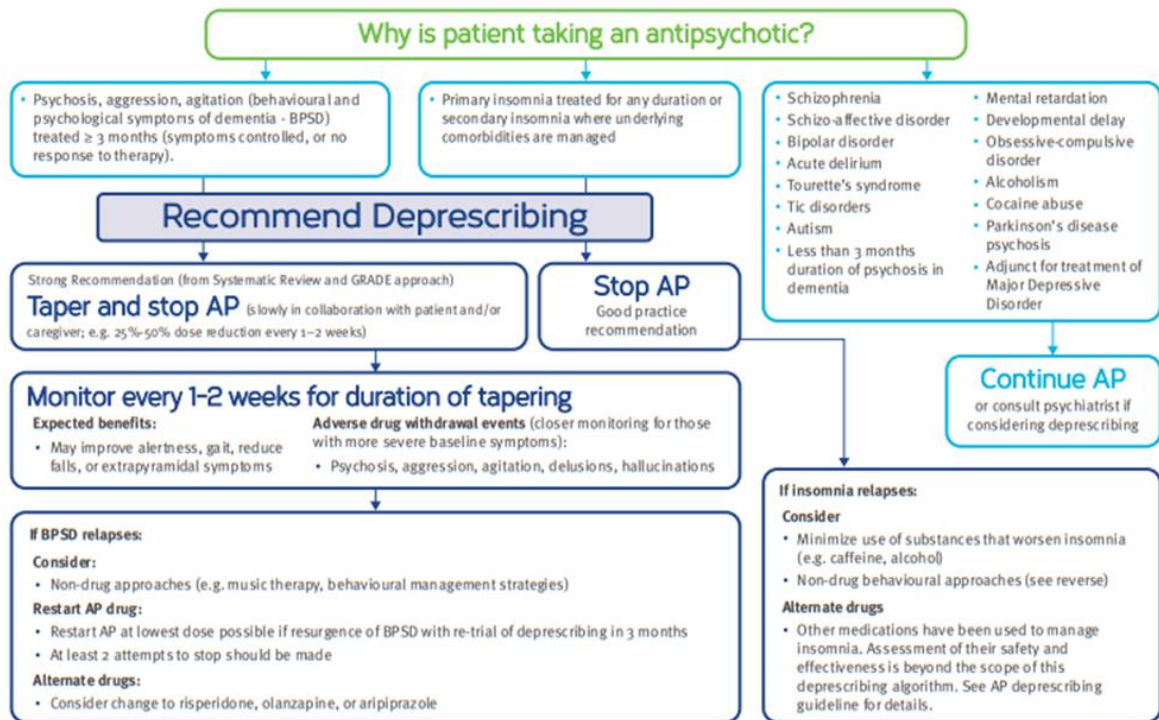 Why is patient taking an antipsychotic?
• Psychosis, aggression, agitation (behavioural and
psychological symptoms of dementia - BPSD)
treated ≥ 3 months (symptoms controlled, or no
response to therapy).
• Primary insomnia treated for any duration or
secondary insomnia where underlying
comorbidities are managed
• Schizophrenia
• Schizo-affective disorder
• Bipolar disorder
• Acute delirium
• Tourette's syndrome
• Tic disorders
• Autism
• Less than 3 months
duration of psychosis in
dementia
• Mental retardation
• Developmental delay
• Obsessive-compulsive
disorder
• Alcoholism
• Cocaine abuse
• Parkinson's disease
psychosis
• Adjunct for treatment of
Major Depressive
Disorder
Recommend Deprescribing
Strong Recommendation (from Systematic Review and GRADE approach)
Taper and stop AP (slowly in collaboration with patient and/or
caregiver; e.g. 25%-50% dose reduction every 1–2 weeks)
Stop AP
Good practice
recommendation
Continue AP
or consult psychiatrist if
considering deprescribing
Monitor every 1-2 weeks for duration of tapering
Expected benefits:
• May improve alertness, gait, reduce
falls, or extrapyramidal symptoms
Adverse drug withdrawal events (closer monitoring for those
with more severe baseline symptoms):
• Psychosis, aggression, agitation, delusions, hallucinations
If BPSD relapses:
Consider:
• Non-drug approaches (e.g. music therapy, behavioural management strategies)
Restart AP drug:
• Restart AP at lowest dose possible if resurgence of BPSD with re-trial of deprescribing in 3 months
• At least 2 attempts to stop should be made
Alternate drugs:
• Consider change to risperidone, olanzapine, or aripiprazole
If insomnia relapses:
Consider
• Minimize use of substances that worsen insomnia
(e.g. caffeine, alcohol)
• Non-drug behavioural approaches (see reverse)
Alternate drugs
• Other medications have been used to manage
insomnia. Assessment of their safety and
effectiveness is beyond the scope of this
deprescribing algorithm. See AP deprescribing
guideline for details.